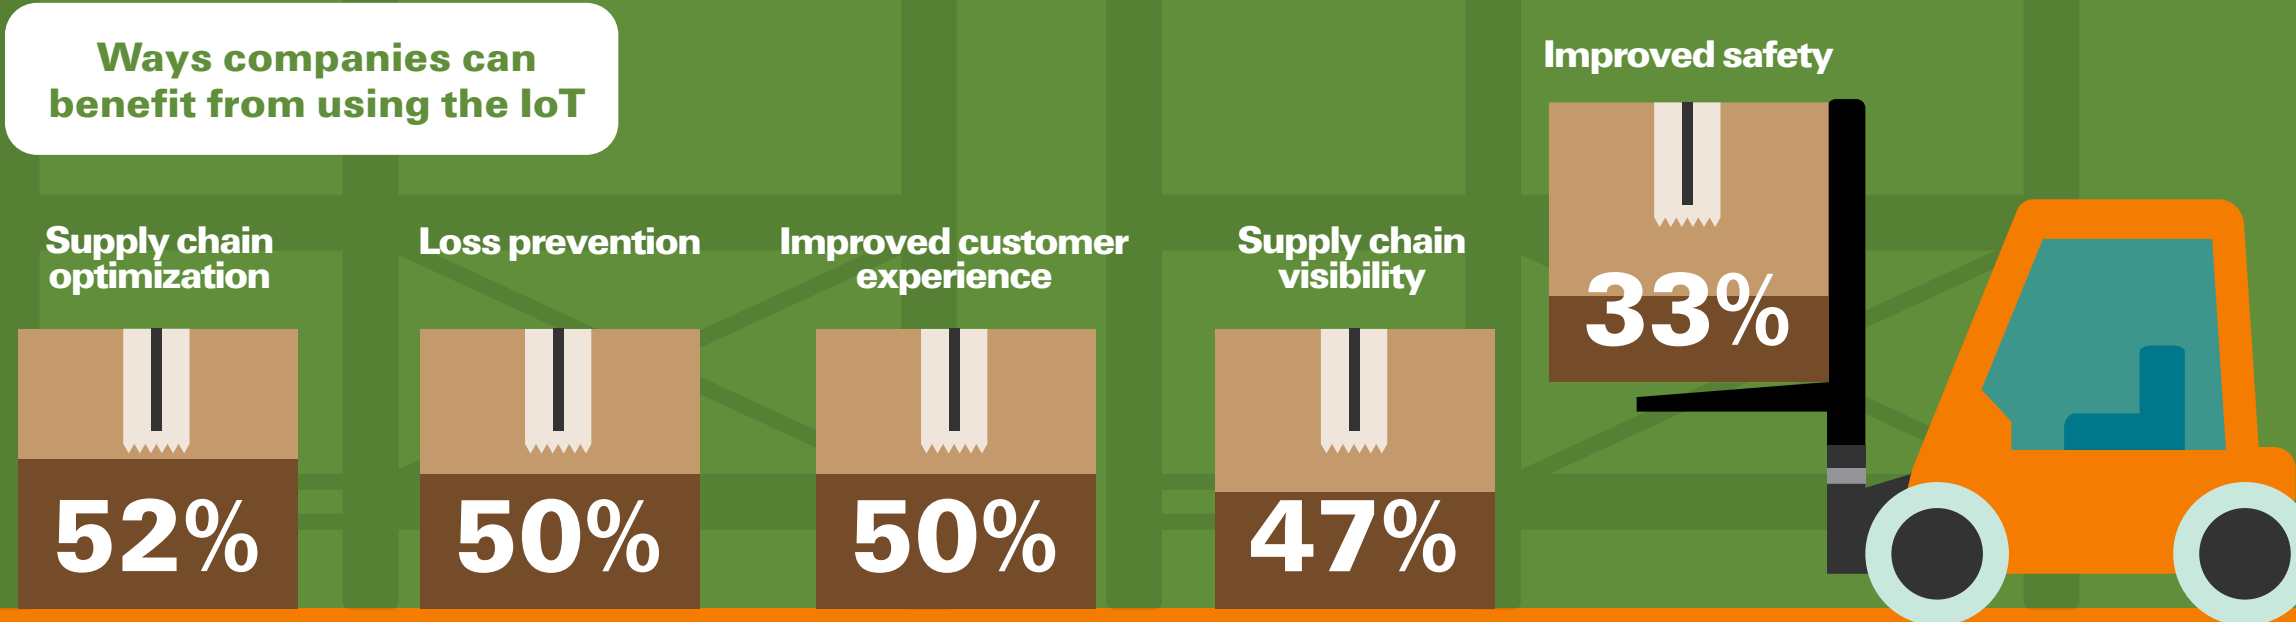 Ways companies can
benefit from using the IoT
Supply chain
optimization
52%
Loss prevention
50%
Improved customer
experience
50%
Supply chain
visibility
47%
Improved safety
33%